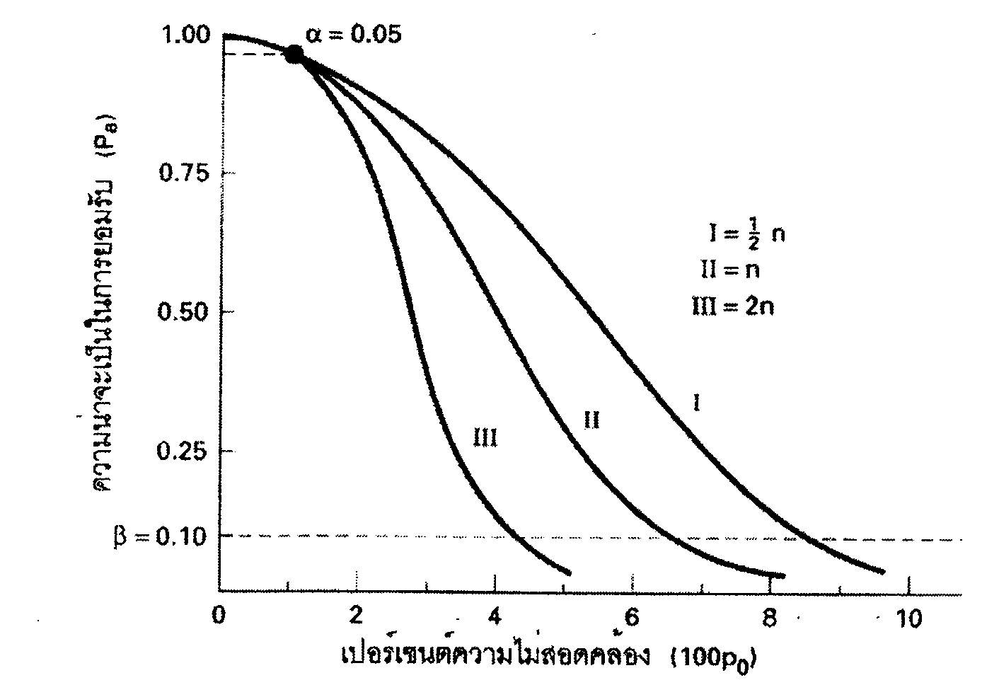 1.00
α = 0.05
0.75
0.50
0.25
β = 0.10
ความน่าจะเป็นในการยอมรับ (Pa)
I = 1/2 n
II = n
III = 2n
I
II
III
0 2 4 6 8 10
เปอร์เซนต์ความไม่สอดคล้อง (100p0)